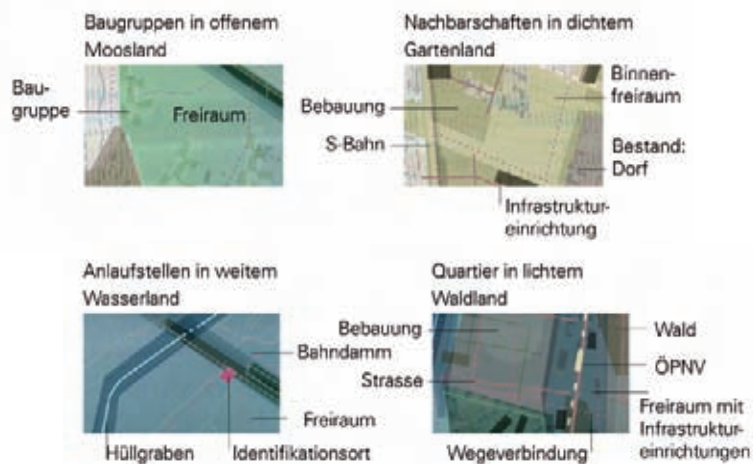 Baugruppen in offenem
Moosland
Bau-
gruppe
Freiraum
Nachbarschaften in dichtem
Gartenland
Bebauung
S-Bahn
Binnen-
freiraum
Bestand:
Dorf
Infrastruktur-
einrichtung
Anlaufstellen in weitem
Wasserland
Bahndamm
Freiraum
Hüllgraben
Identifikationsort
Quartier in lichtem
Waldland
Bebauung
Strasse
Wald
ÖPNV
Freiraum mit
Infrastruktur-
einrichtungen
Wegeverbindung